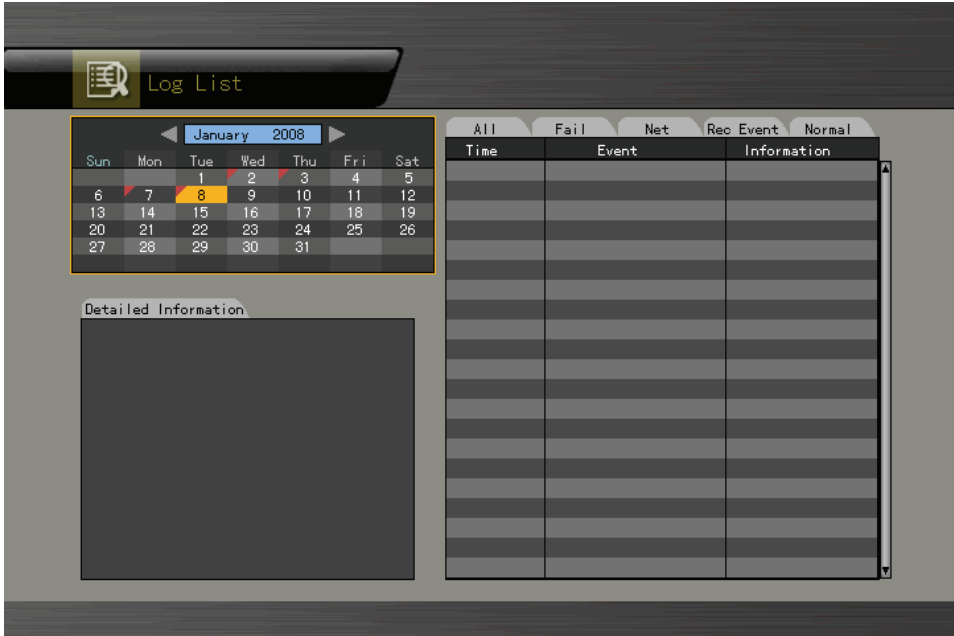 Log List
January 2008
Sun Mon Tue Wed Thu Fri Sat
1 2 3 4 5
6 7 8 9 10 11 12
13 14 15 16 17 18 19
20 21 22 23 24 25 26
27 28 29 30 31
Detailed Information
All Fail Net Rec Event Normal
Time Event Information